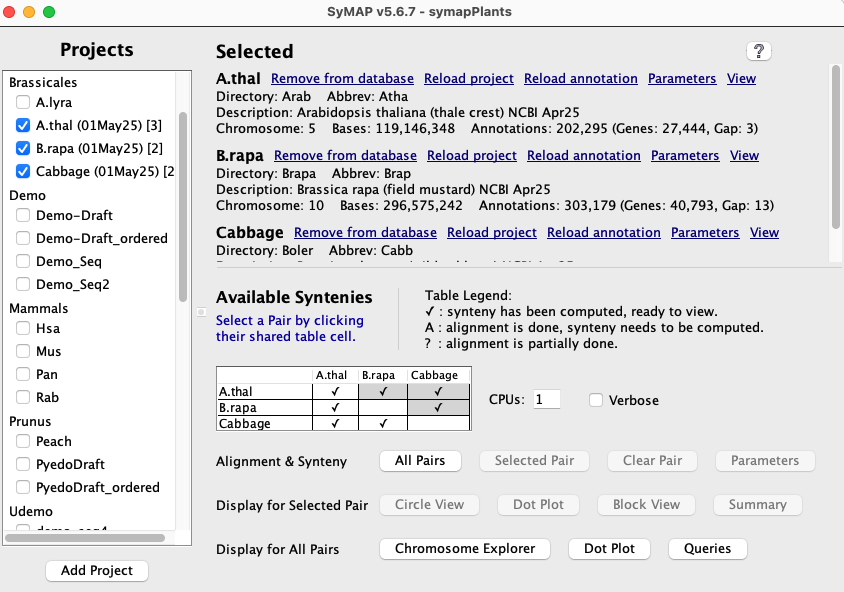 SyMAP v5.6.7 - symapPlants
Projects
Brassicales
A.lyra
A.thal (01May25) [3]
B.rapa (01May25) [2]
Cabbage (01May25) [2
Demo
Demo-Draft
Demo-Draft_ordered
Demo_Seq
Demo_Seq2
Mammals
Hsa
Mus
Pan
Rab
Prunus
Peach
PyedoDraft
PyedoDraft_ordered
Udemo
Add Project
Selected
?
A.thal Remove from database Reload project Reload annotation Parameters View
Directory: Arab Abbrev: Atha
Description: Arabidopsis thaliana (thale crest) NCBI Apr25
Chromosome: 5 Bases: 119,146,348 Annotations: 202,295 (Genes: 27,444, Gap: 3)
B.rapa Remove from database Reload project Reload annotation Parameters View
Directory: Brapa Abbrev: Brap
Description: Brassica rapa (field mustard) NCBI Apr25
Chromosome: 10 Bases: 296,575,242 Annotations: 303,179 (Genes: 40,793, Gap: 13)
Cabbage Remove from database Reload project Reload annotation Parameters View
Directory: Boler Abbrev: Cabb
Available Syntenies
Select a Pair by clicking
their shared table cell.
Table Legend:
✓ : synteny has been computed, ready to view.
A : alignment is done, synteny needs to be computed.
? : alignment is partially done.
A.thal B.rapa Cabbage
A.thal ✓ ✓ ✓
B.rapa ✓ ✓
Cabbage ✓ ✓
CPUs: 1 Verbose
Alignment & Synteny All Pairs Selected Pair Clear Pair Parameters
Display for Selected Pair Circle View Dot Plot Block View Summary
Display for All Pairs Chromosome Explorer Dot Plot Queries